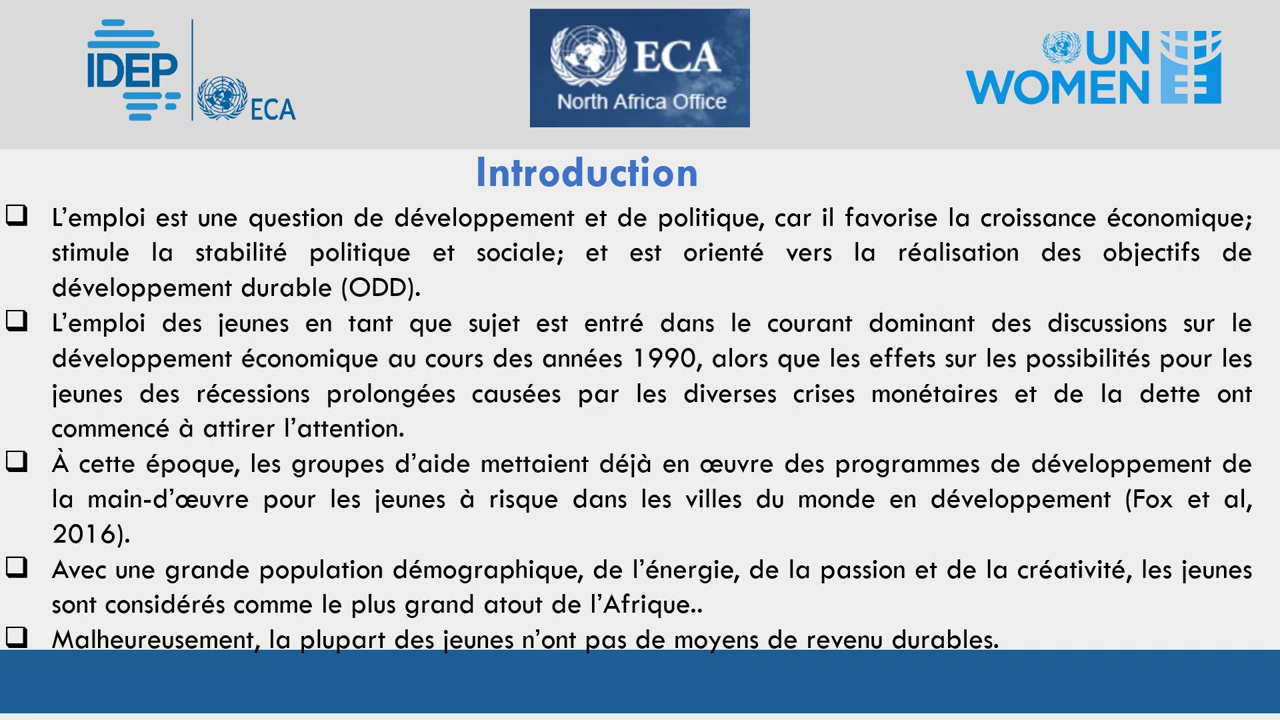 IDEP
ECA
ECA
North Africa Office
UN
WOMEN
Introduction
❑ L’emploi est une question de développement et de politique, car il favorise la croissance économique;
stimule la stabilité politique et sociale; et est orienté vers la réalisation des objectifs de
développement durable (ODD).
❑ L’emploi des jeunes en tant que sujet est entré dans le courant dominant des discussions sur le
développement économique au cours des années 1990, alors que les effets sur les possibilités pour les
jeunes des récessions prolongées causées par les diverses crises monétaires et de la dette ont
commencé à attirer l’attention.
❑ À cette époque, les groupes d’aide mettaient déjà en œuvre des programmes de développement de
la main-d’œuvre pour les jeunes à risque dans les villes du monde en développement (Fox et al,
2016).
❑ Avec une grande population démographique, de l’énergie, de la passion et de la créativité, les jeunes
sont considérés comme le plus grand atout de l’Afrique..
❑ Malheureusement, la plupart des jeunes n’ont pas de moyens de revenu durables.